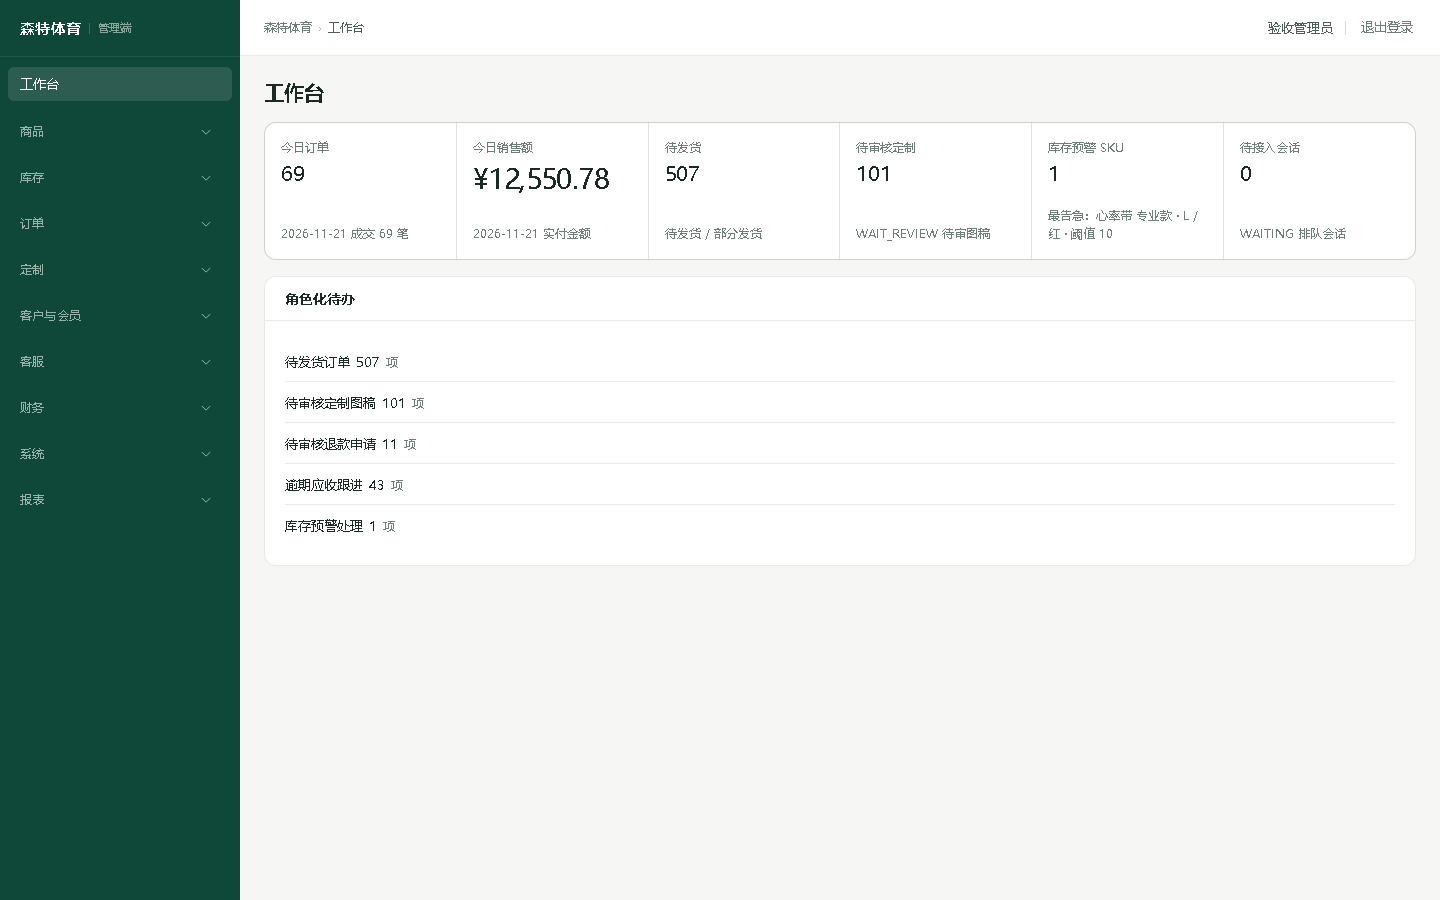 森特体育 管理端
工作台
商品
库存
订单
定制
客户与会员
客服
财务
系统
报表
森特体育 › 工作台
验收管理员 退出登录
工作台
今日订单
69
2026-11-21 成交 69 笔
今日销售额
¥12,550.78
2026-11-21 实付金额
待发货
507
待发货 / 部分发货
待审核定制
101
WAIT_REVIEW 待审图稿
库存预警 SKU
1
最告急：心率带 专业款 · L /
红 · 阈值 10
待接入会话
0
WAITING 排队会话
角色化待办
待发货订单 507 项
待审核定制图稿 101 项
待审核退款申请 11 项
逾期应收跟进 43 项
库存预警处理 1 项